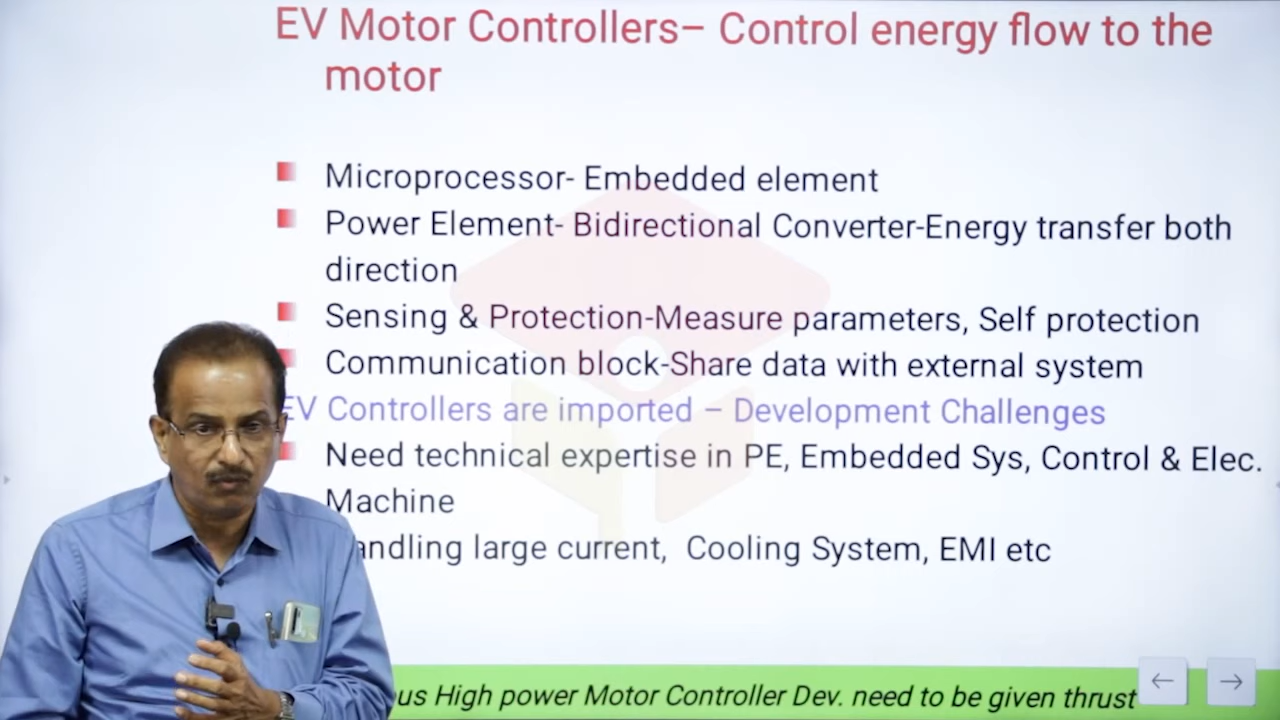 EV Motor Controllers– Control energy flow to the
motor
Microprocessor- Embedded element
Power Element- Bidirectional Converter-Energy transfer both
direction
Sensing & Protection-Measure parameters, Self protection
Communication block-Share data with external system
EV Controllers are imported – Development Challenges
Need technical expertise in PE, Embedded Sys, Control & Elec.
Machine
andling large current, Cooling System, EMI etc
ous High power Motor Controller Dev. need to be given thrust